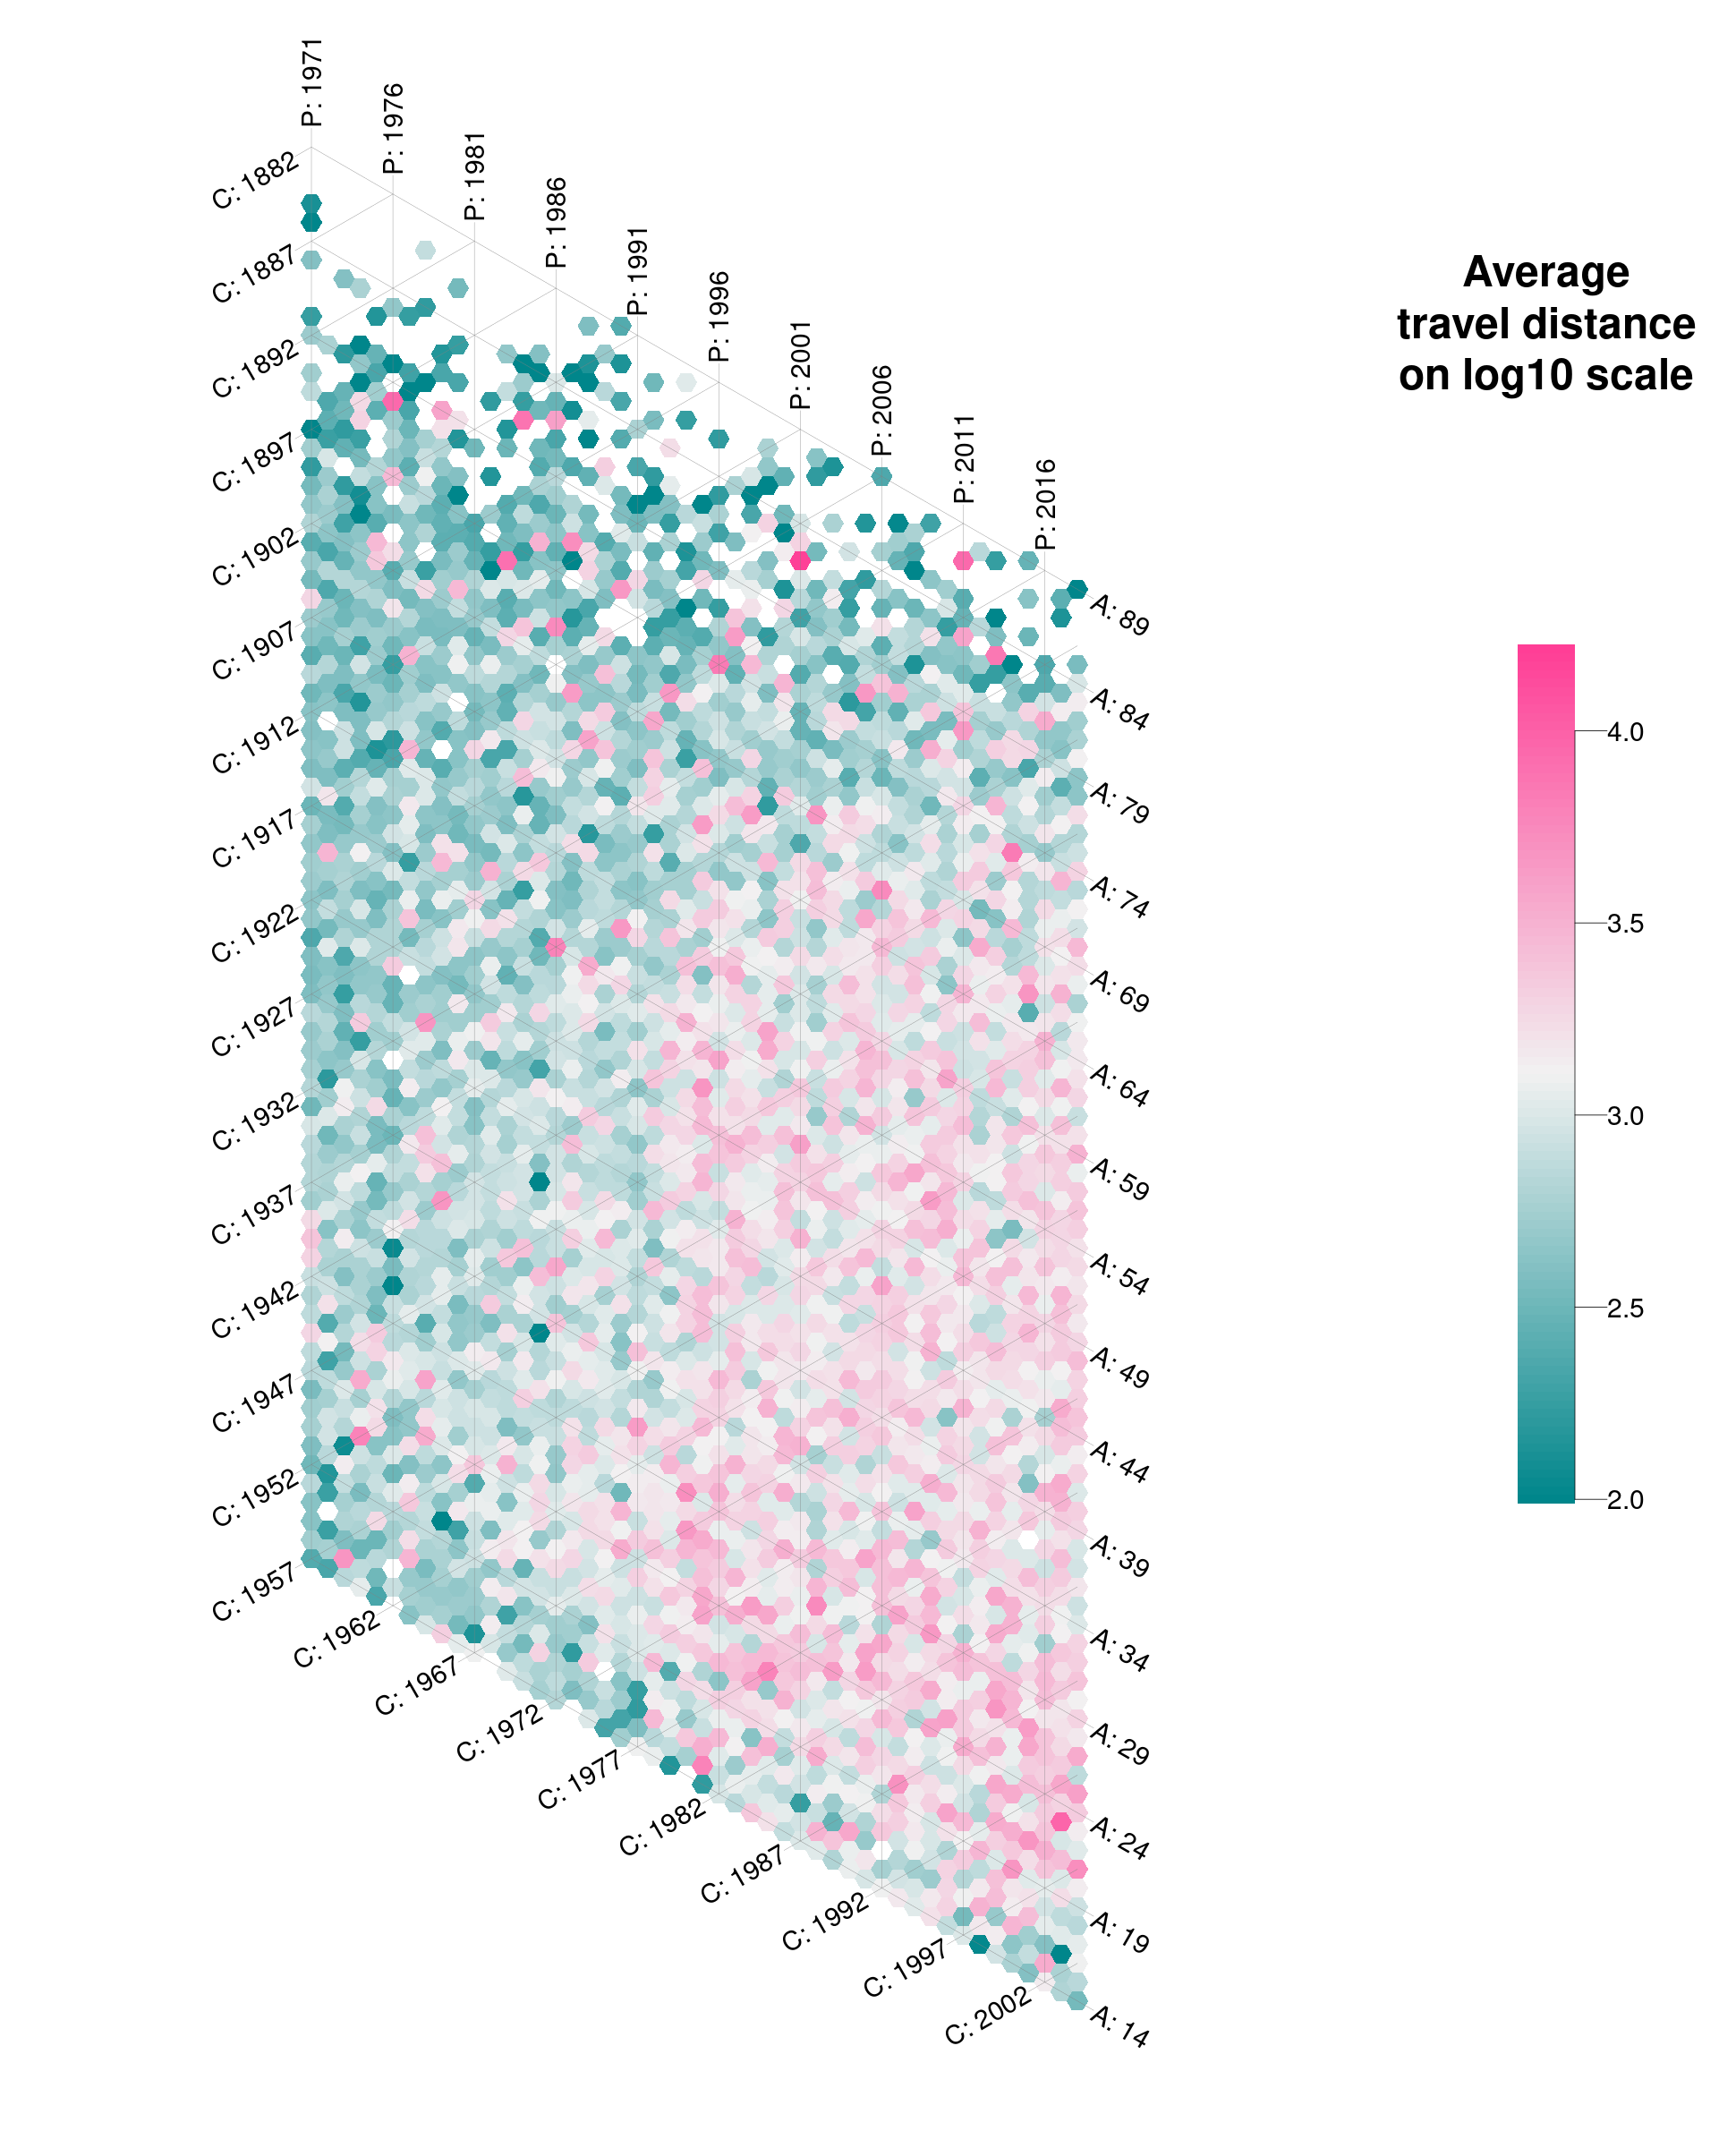 P: 1971
P: 1976
P: 1981
P: 1986
P: 1991
P: 1996
P: 2001
P: 2006
P: 2011
P: 2016
C: 1882
C: 1887
C: 1892
C: 1897
C: 1902
C: 1907
C: 1912
C: 1917
C: 1922
C: 1927
C: 1932
C: 1937
C: 1942
C: 1947
C: 1952
C: 1957
C: 1962
C: 1967
C: 1972
C: 1977
C: 1982
C: 1987
C: 1992
C: 1997
C: 2002
A: 89
A: 84
A: 79
A: 74
A: 69
A: 64
A: 59
A: 54
A: 49
A: 44
A: 39
A: 34
A: 29
A: 24
A: 19
A: 14
Average
travel distance
on log10 scale
4.0
3.5
3.0
2.5
2.0